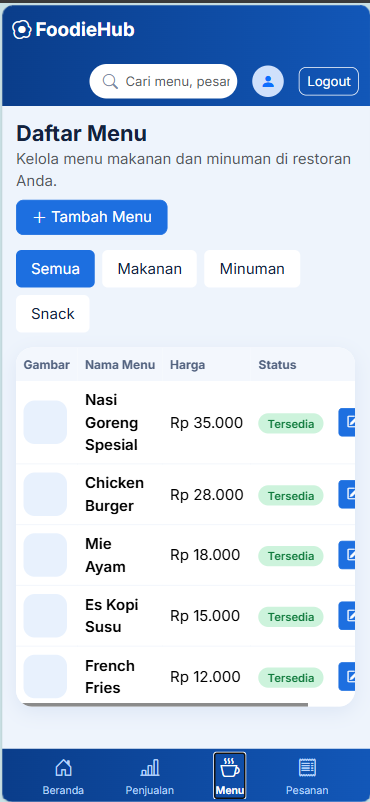 FoodieHub
Cari menu, pesar
Logout
Daftar Menu
Kelola menu makanan dan minuman di restoran
Anda.
+ Tambah Menu
Semua
Makanan
Minuman
Snack
Gambar Nama Menu Harga Status
Nasi
Goreng
Spesial
Rp 35.000
Tersedia
Chicken
Burger
Rp 28.000
Tersedia
Mie
Ayam
Rp 18.000
Tersedia
Es Kopi
Susu
Rp 15.000
Tersedia
French
Fries
Rp 12.000
Tersedia
Beranda
Penjualan
Menu
Pesanan